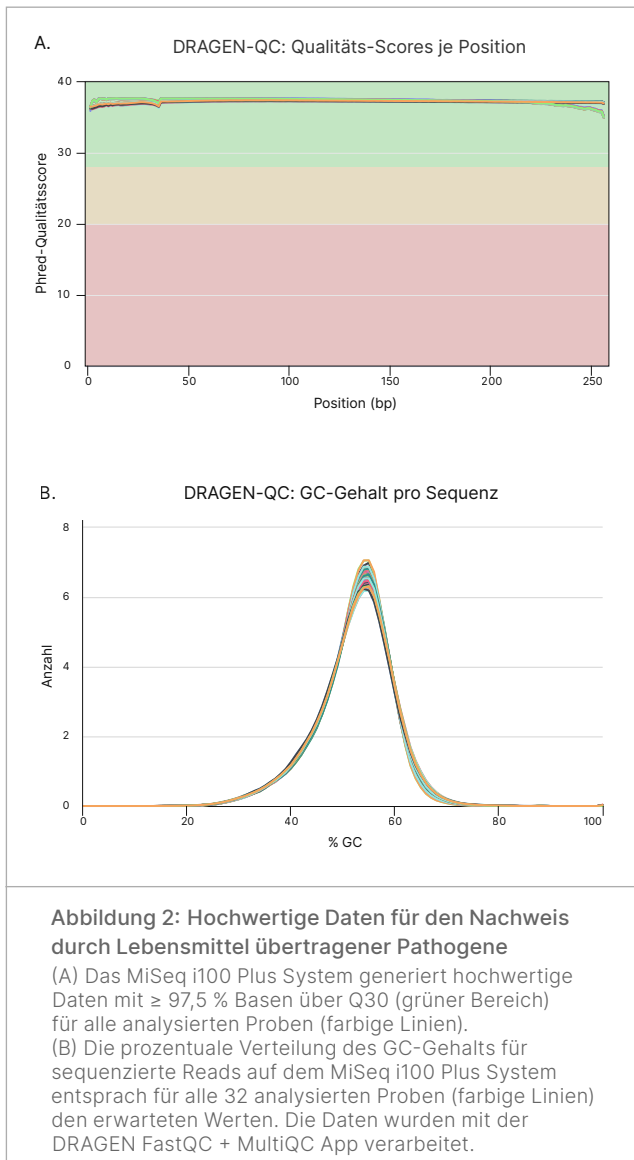 A.
DRAGEN-QC: Qualitäts-Scores je Position
40
30
20
10
0
Phred-Qualitätsscore
0 50 100 150 200 250
Position (bp)
B.
DRAGEN-QC: GC-Gehalt pro Sequenz
8
6
4
2
0
Anzahl
0 20 40 60 80 100
% GC
Abbildung 2: Hochwertige Daten für den Nachweis
durch Lebensmittel übertragener Pathogene
(A) Das MiSeq i100 Plus System generiert hochwertige
Daten mit ≥ 97,5 % Basen über Q30 (grüner Bereich)
für alle analysierten Proben (farbige Linien).
(B) Die prozentuale Verteilung des GC-Gehalts für
sequenzierte Reads auf dem MiSeq i100 Plus System
entsprach für alle 32 analysierten Proben (farbige Linien)
den erwarteten Werten. Die Daten wurden mit der
DRAGEN FastQC + MultiQC App verarbeitet.